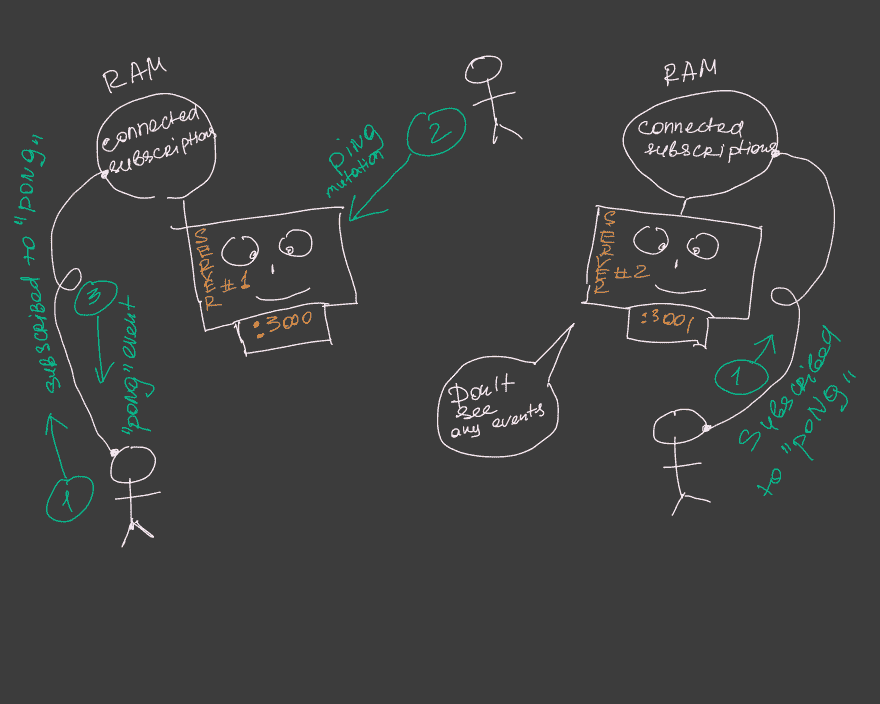 RAM
connected
subscriptions
subscribed to "PONG"
3
"pong" event
1
SERVER
#1
:3000
PING
mutation
2
RAM
connected
subscriptions
SERVER
#2
:3001
Don't
see
any events
1
Subscribed
to "PONG"